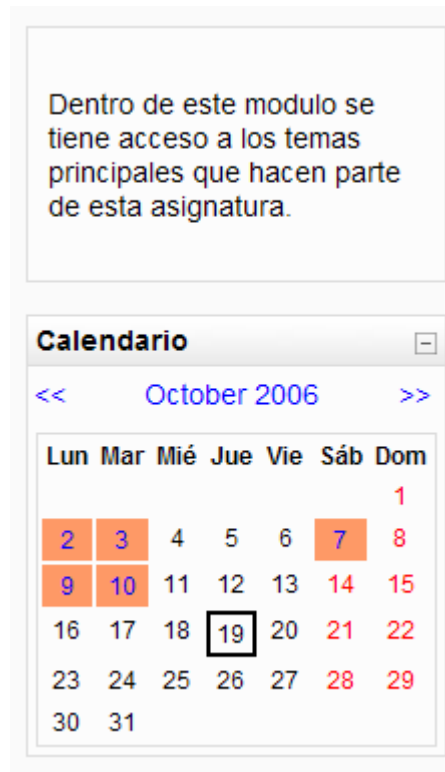 Dentro de este modulo se
tiene acceso a los temas
principales que hacen parte
de esta asignatura.
Calendario
<< October 2006 >>
Lun Mar Mié Jue Vie Sáb Dom
1
2 3 4 5 6 7 8
9 10 11 12 13 14 15
16 17 18 19 20 21 22
23 24 25 26 27 28 29
30 31